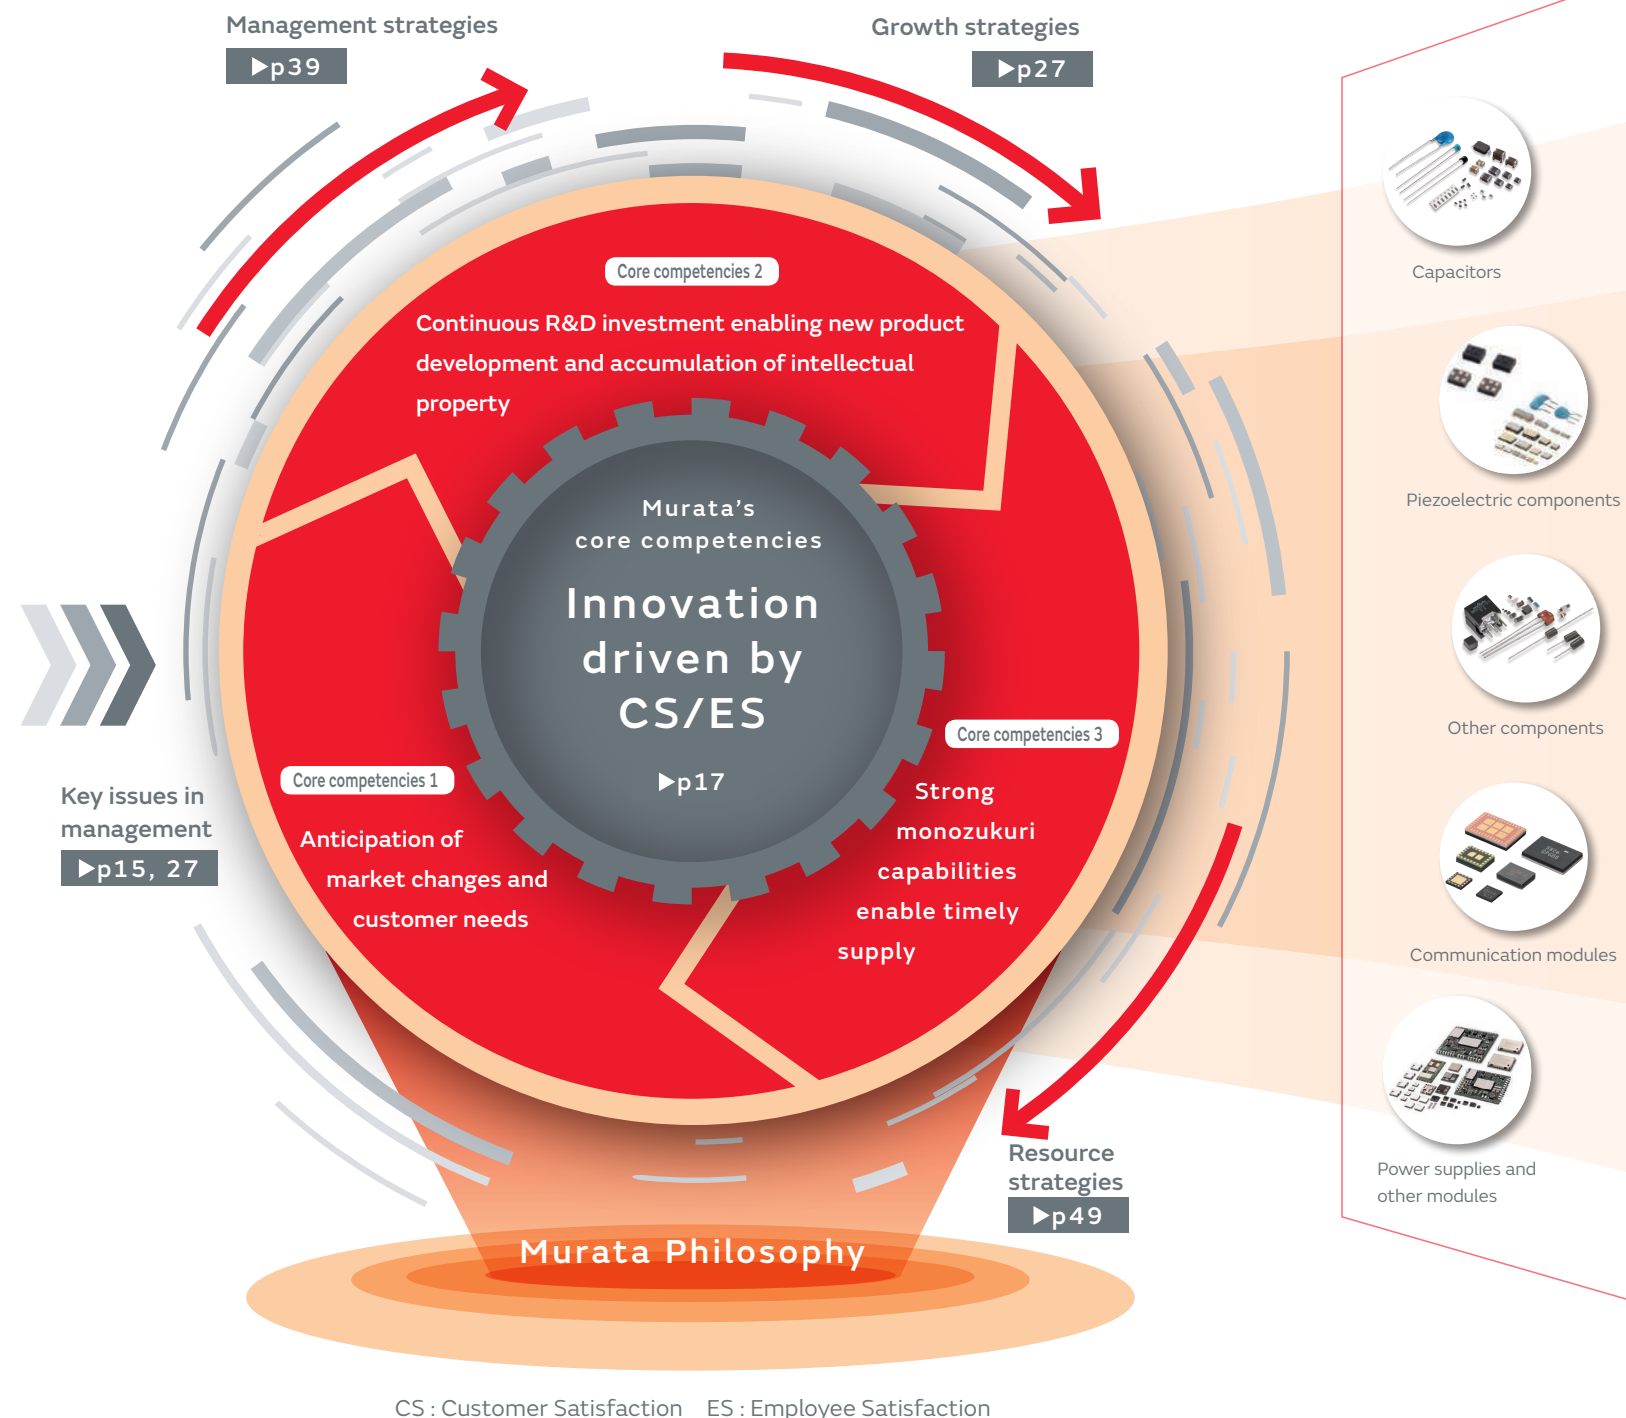 Management strategies
▶p39
Growth strategies
▶p27
Core competencies 2
Continuous R&D investment enabling new product
development and accumulation of intellectual
property
Murata’s
core competencies
Innovation
driven by
CS/ES
▶p17
Key issues in
management
▶p15, 27
Core competencies 1
Anticipation of
market changes and
customer needs
Core competencies 3
Strong
monozukuri
capabilities
enable timely
supply
Resource
strategies
▶p49
Murata Philosophy
CS : Customer Satisfaction ES : Employee Satisfaction
Capacitors
Piezoelectric components
Other components
Communication modules
Power supplies and
other modules